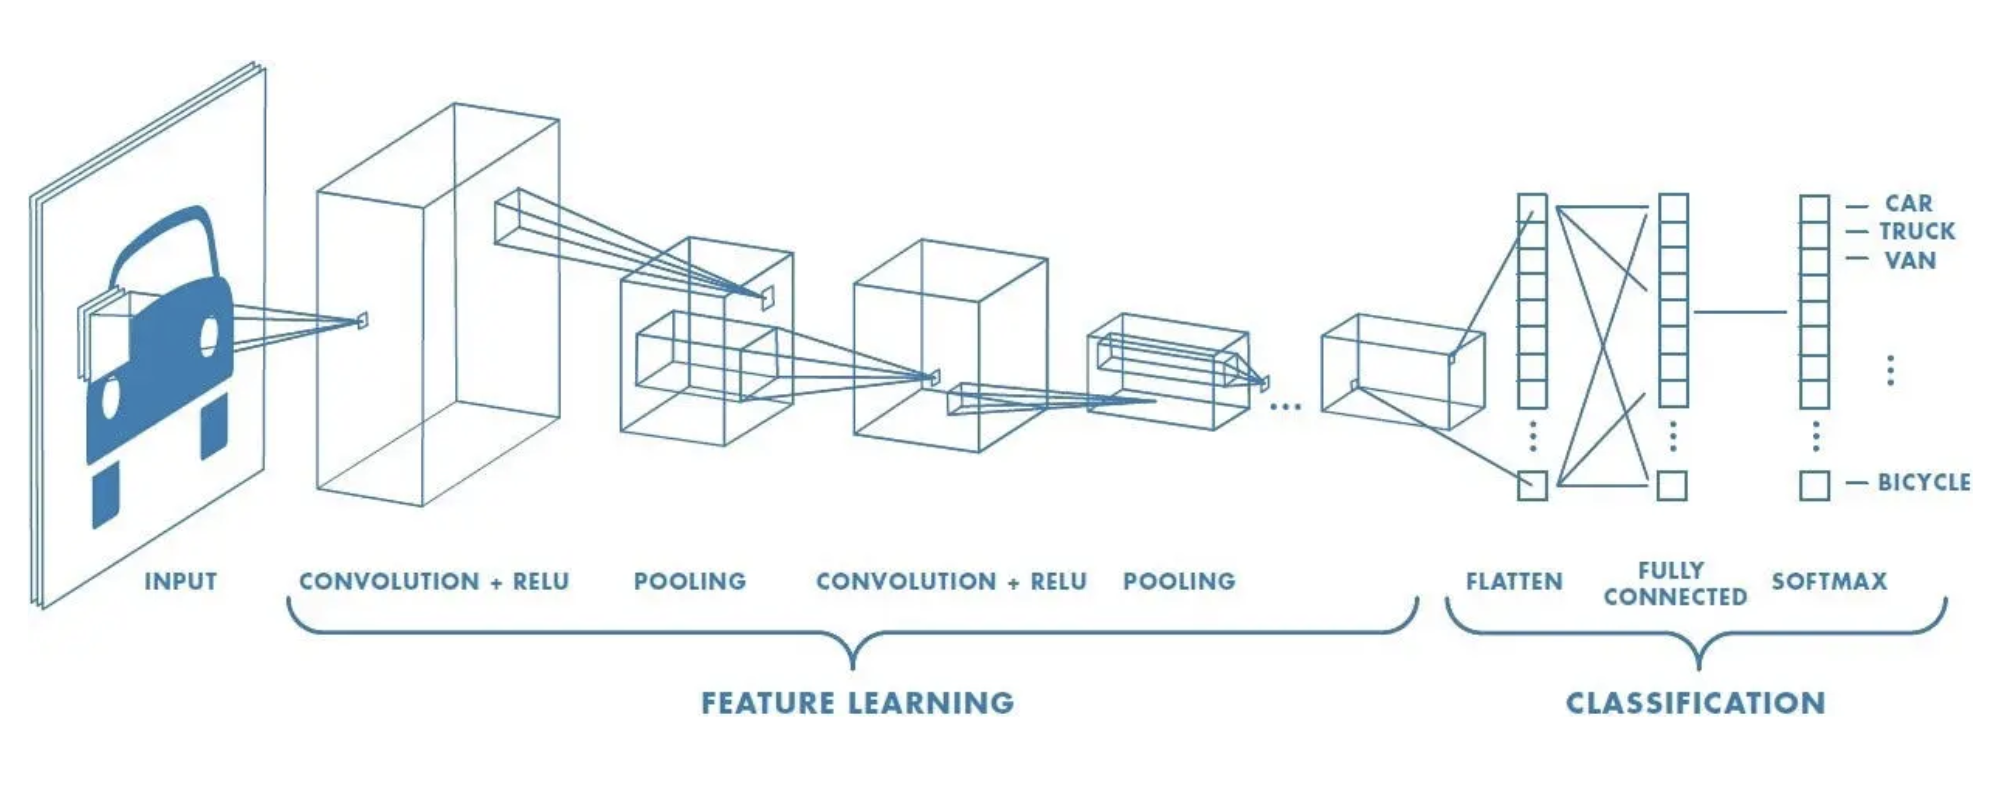 CAR
TRUCK
VAN
BICYCLE
INPUT
CONVOLUTION + RELU
POOLING
CONVOLUTION + RELU
POOLING
FLATTEN
FULLY
CONNECTED
SOFTMAX
FEATURE LEARNING
CLASSIFICATION